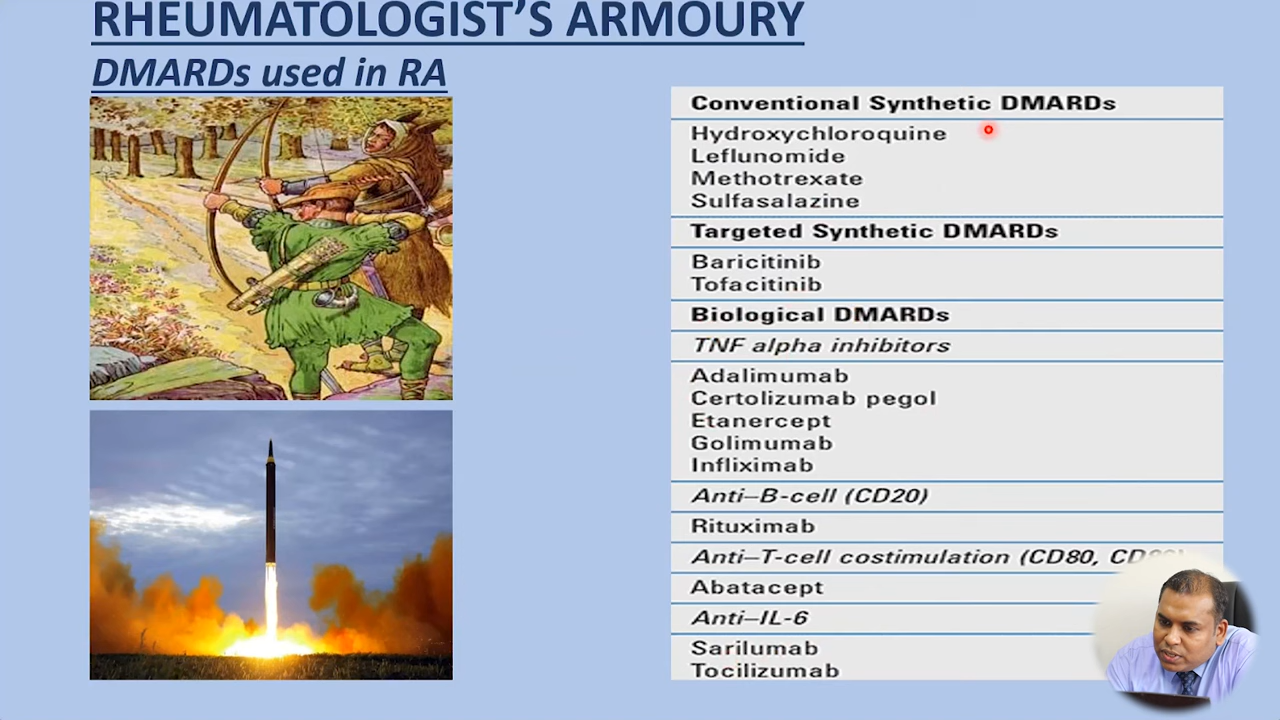 RHEUMATOLOGIST’S ARMOURY
DMARDs used in RA
Conventional Synthetic DMARDs
Hydroxychloroquine
Leflunomide
Methotrexate
Sulfasalazine
Targeted Synthetic DMARDs
Baricitinib
Tofacitinib
Biological DMARDs
TNF alpha inhibitors
Adalimumab
Certolizumab pegol
Etanercept
Golimumab
Infliximab
Anti–B-cell (CD20)
Rituximab
Anti–T-cell costimulation (CD80,
Abatacept
Anti–IL-6
Sarilumab
Tocilizumab